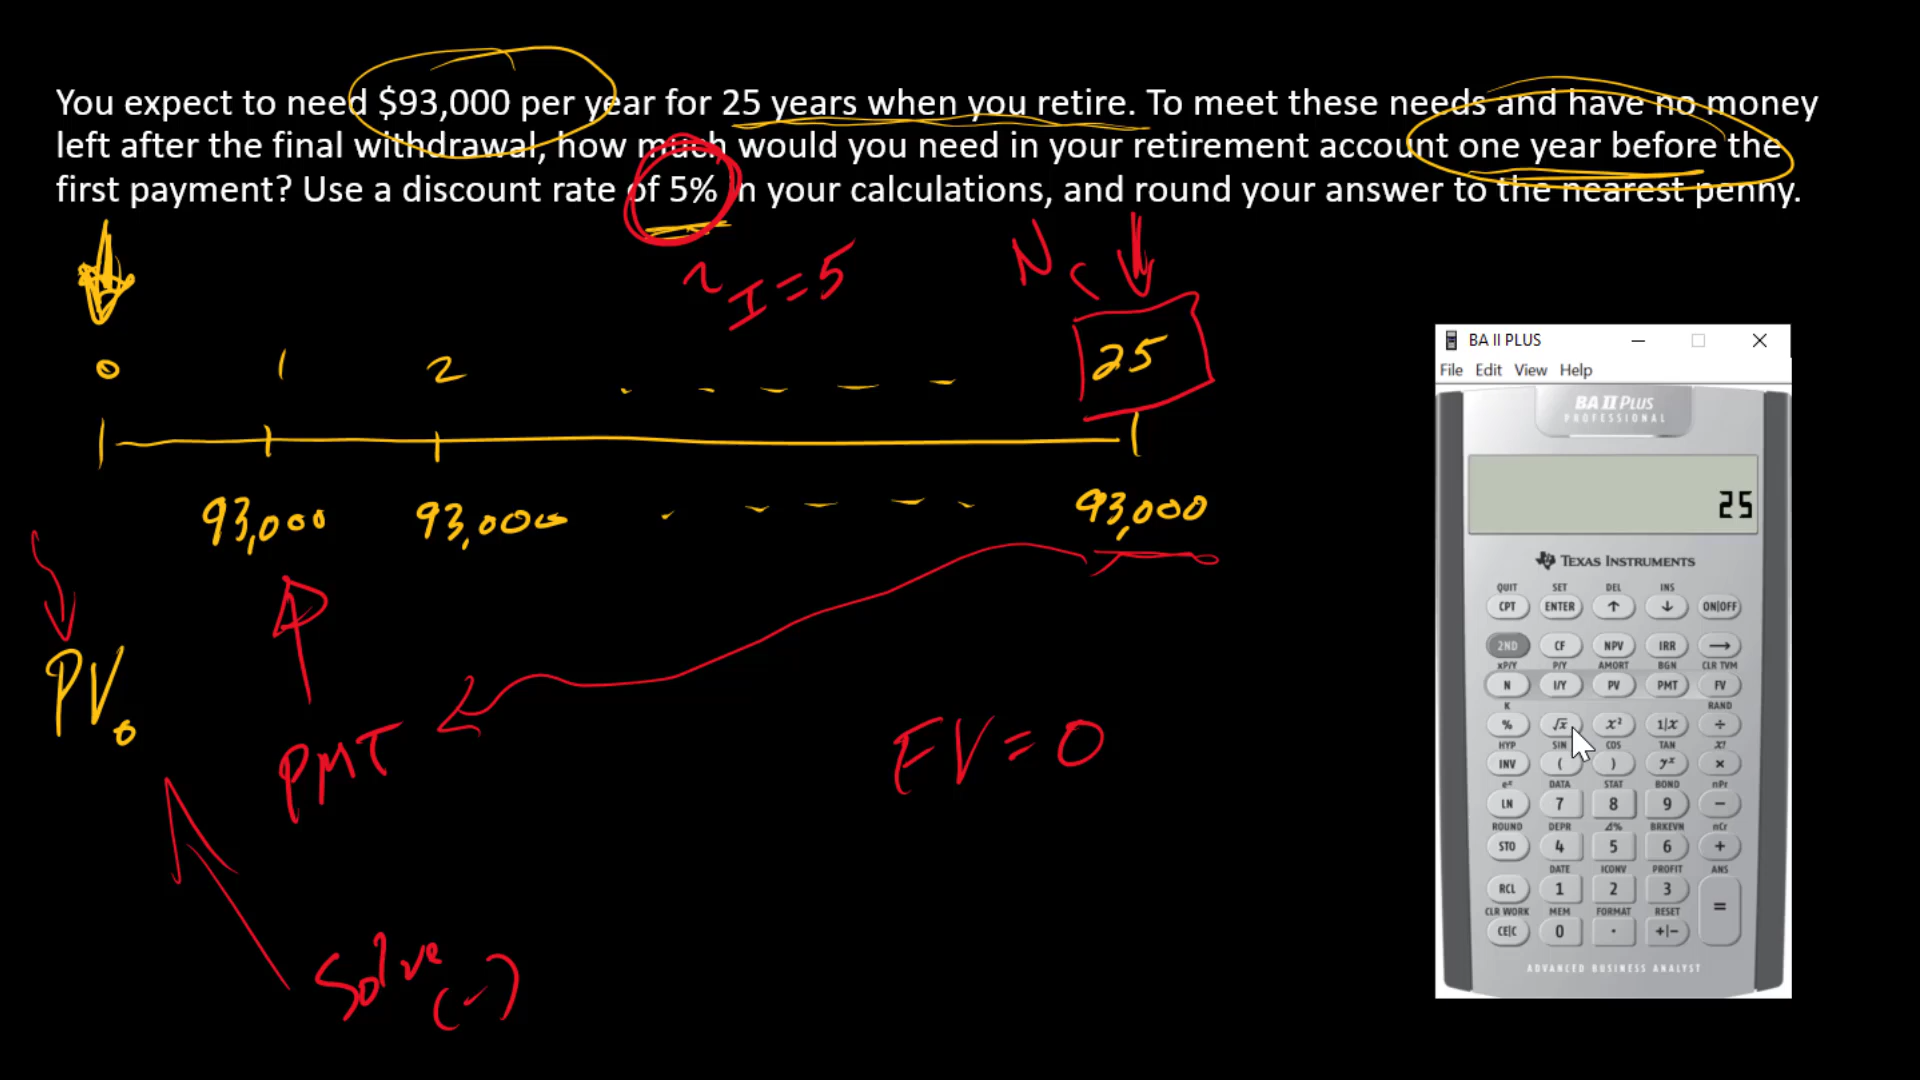 You expect to need $93,000 per year for 25 years when you retire. To meet these needs and have no money
left after the final withdrawal, how much would you need in your retirement account one year before the
first payment? Use a discount rate of 5% in your calculations, and round your answer to the nearest penny.
I=5
N
0 1 2 25
93,000 93,000 93,000
PV0
PMT
FV=0
Solve
(-)
BA II PLUS
File Edit View Help
BA II PLUS
PROFESSIONAL
25
TEXAS INSTRUMENTS
QUIT SET DEL INS
CPT ENTER ↑ ↓ ON|OFF
2ND CF NPV IRR →
xP/Y P/Y AMORT BGN CLR TVM
N I/Y PV PMT FV
K RAND
% √x x² 1/x ÷
HYP SIN COS TAN x!
INV ( ) yˣ ×
eˣ DATA STAT BOND nPr
LN 7 8 9 −
ROUND DEPR Δ% BRKEVN nCr
STO 4 5 6 +
DATE ICONV PROFIT ANS
RCL 1 2 3 =
CLR WORK MEM FORMAT RESET
CE|C 0 . +|−
ADVANCED BUSINESS ANALYST